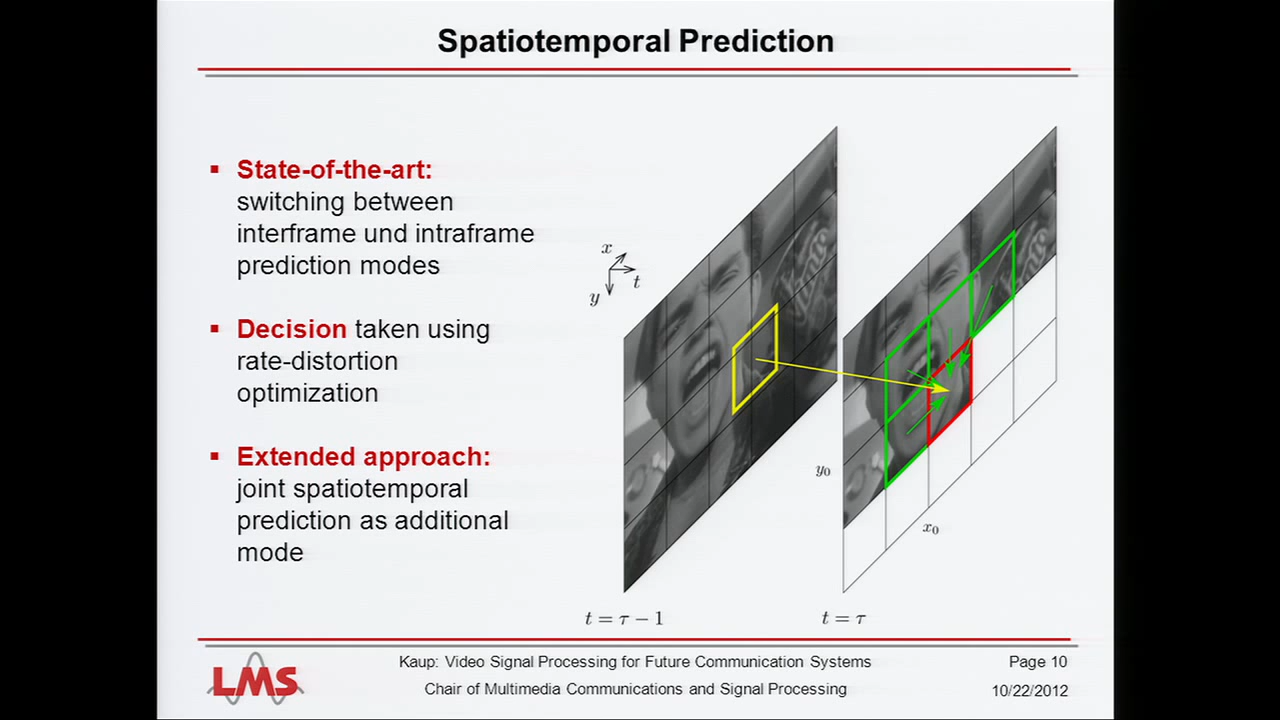 Spatiotemporal Prediction
State-of-the-art:
switching between
interframe und intraframe
prediction modes
Decision taken using
rate-distortion
optimization
Extended approach:
joint spatiotemporal
prediction as additional
mode
x
t
y
y0
x0
t = τ − 1
t = τ
LMS
Kaup: Video Signal Processing for Future Communication Systems
Chair of Multimedia Communications and Signal Processing
Page 10
10/22/2012